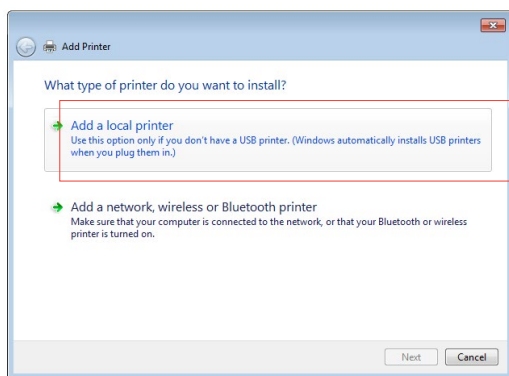 Add Printer
What type of printer do you want to install?
Add a local printer
Use this option only if you don't have a USB printer. (Windows automatically installs USB printers
when you plug them in.)
Add a network, wireless or Bluetooth printer
Make sure that your computer is connected to the network, or that your Bluetooth or wireless
printer is turned on.
Next
Cancel